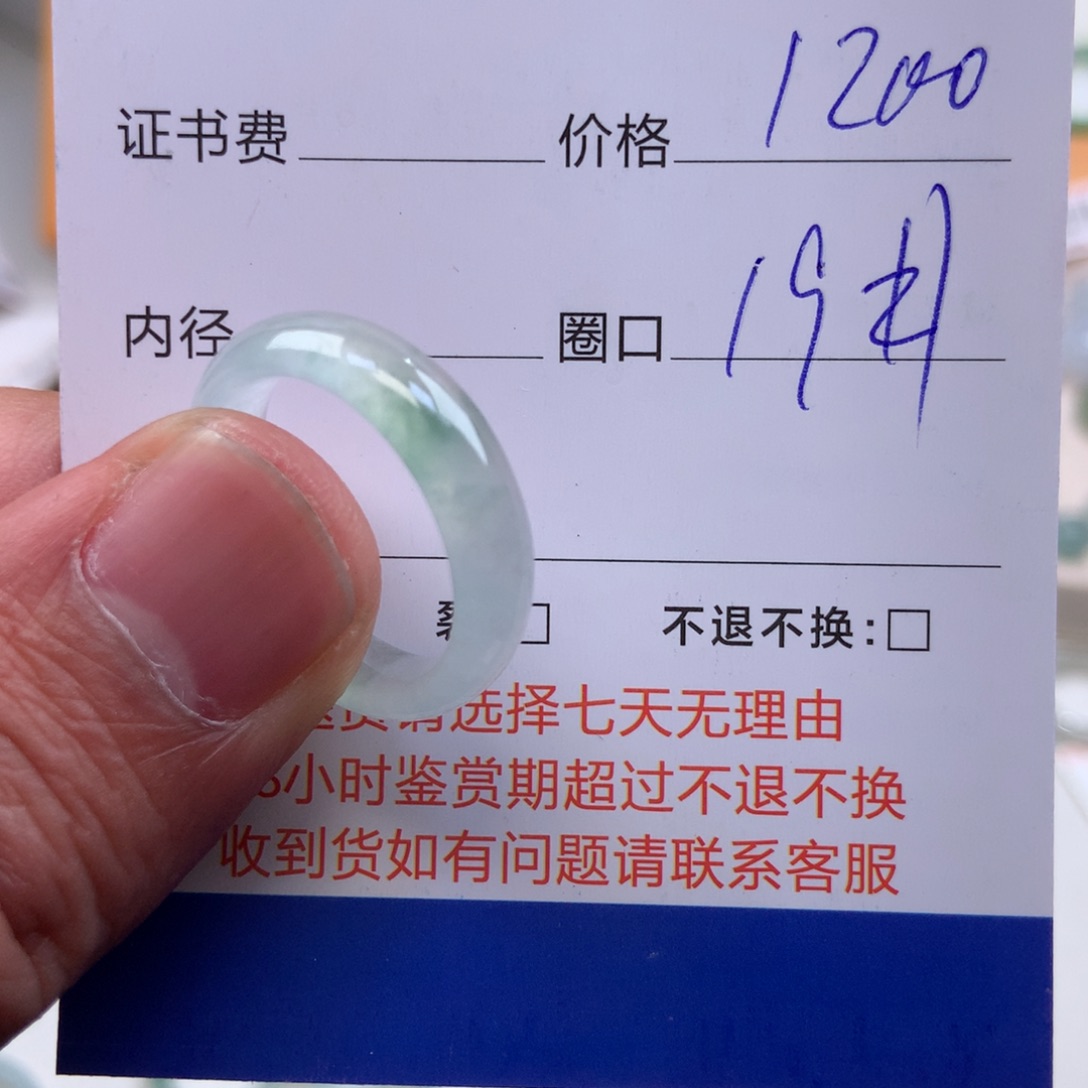 证书费 价格 1200
内径 圈口 19
不退不换：□
选择七天无理由
小时鉴赏期超过不退不换
收到货如有问题请联系客服